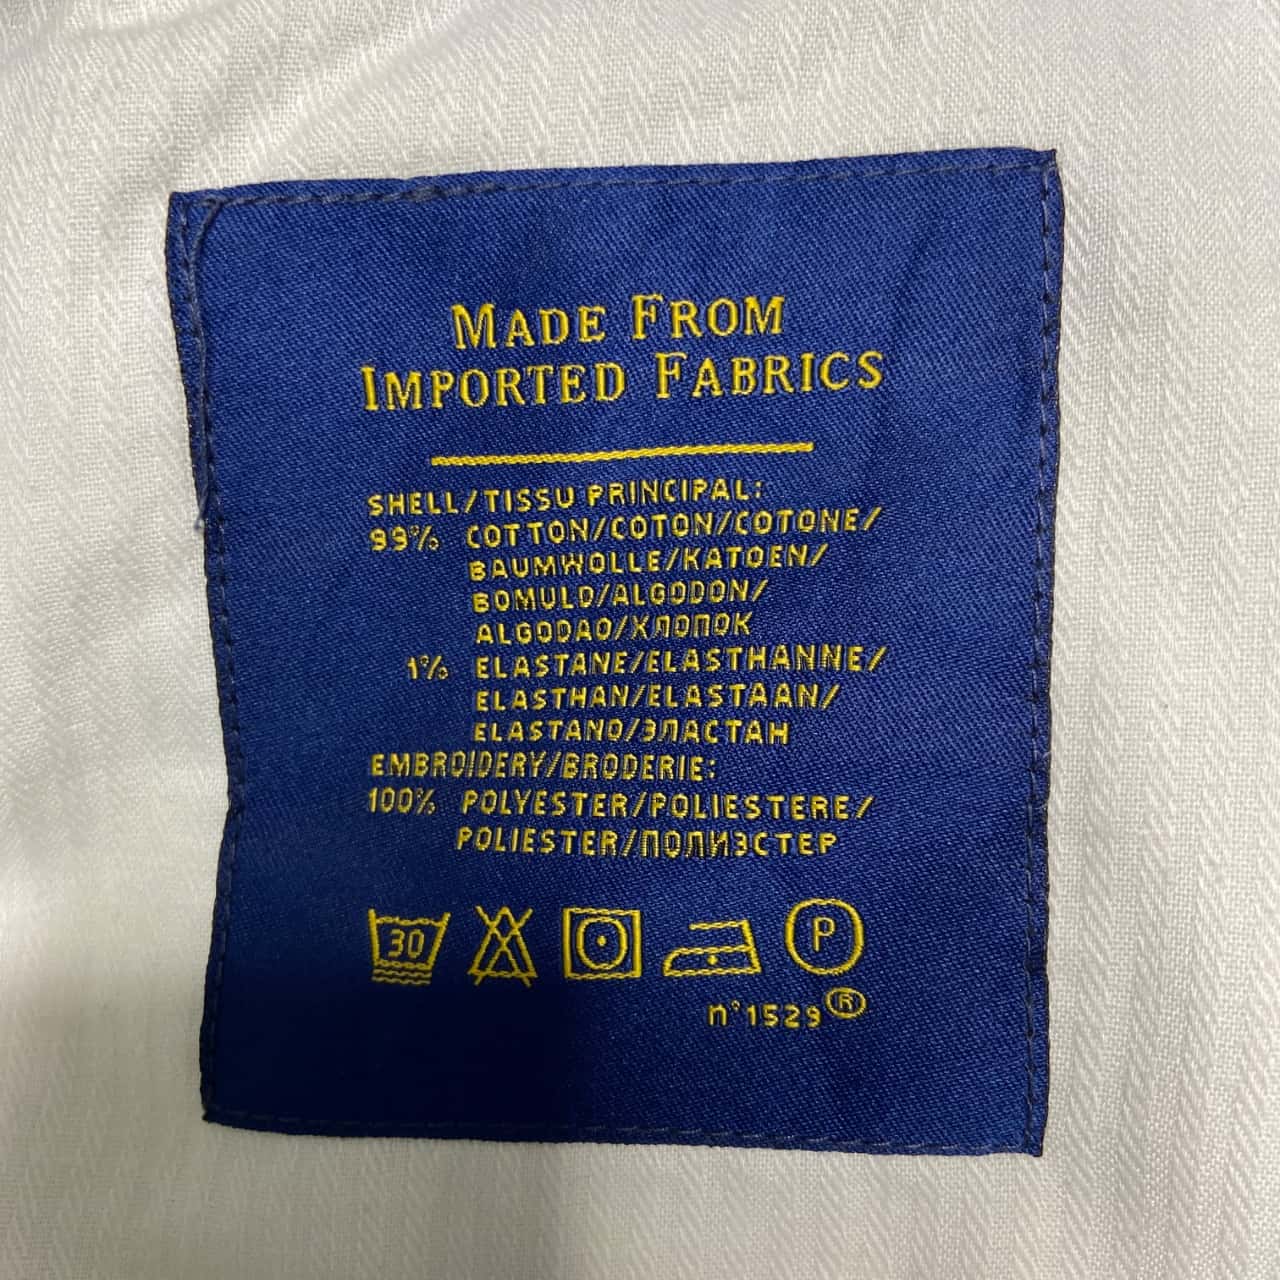 MADE FROM
IMPORTED FABRICS
SHELL/TISSU PRINCIPAL:
99% COTTON/COTON/COTONE/
BAUMWOLLE/KATOEN/
BOMULD/ALGODON/
ALGODAO/ХЛОПОК
1% ELASTANE/ELASTHANNE/
ELASTHAN/ELASTAAN/
ELASTANO/ЭЛАСТАН
EMBROIDERY/BRODERIE:
100% POLYESTER/POLIESTERE/
POLIESTER/ПОЛИЭСТЕР
30 P
n°1529®